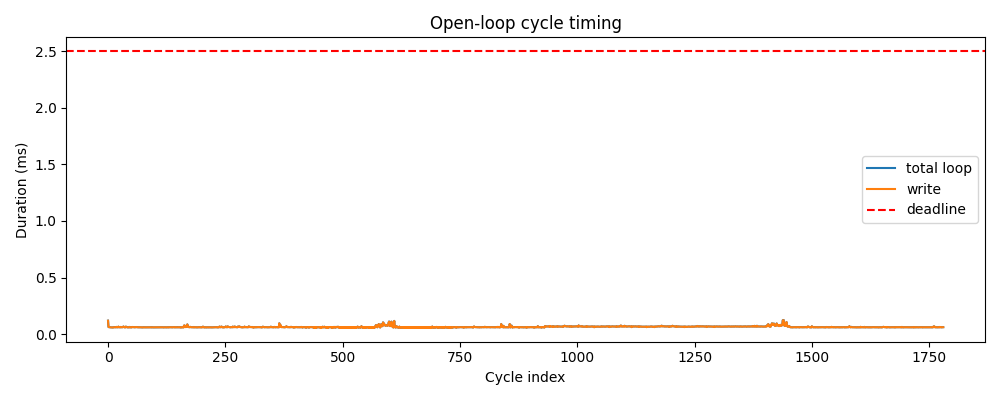 Open-loop cycle timing
Duration (ms)
2.5
2.0
1.5
1.0
0.5
0.0
total loop
write
deadline
0
250
500
750
1000
1250
1500
1750
Cycle index